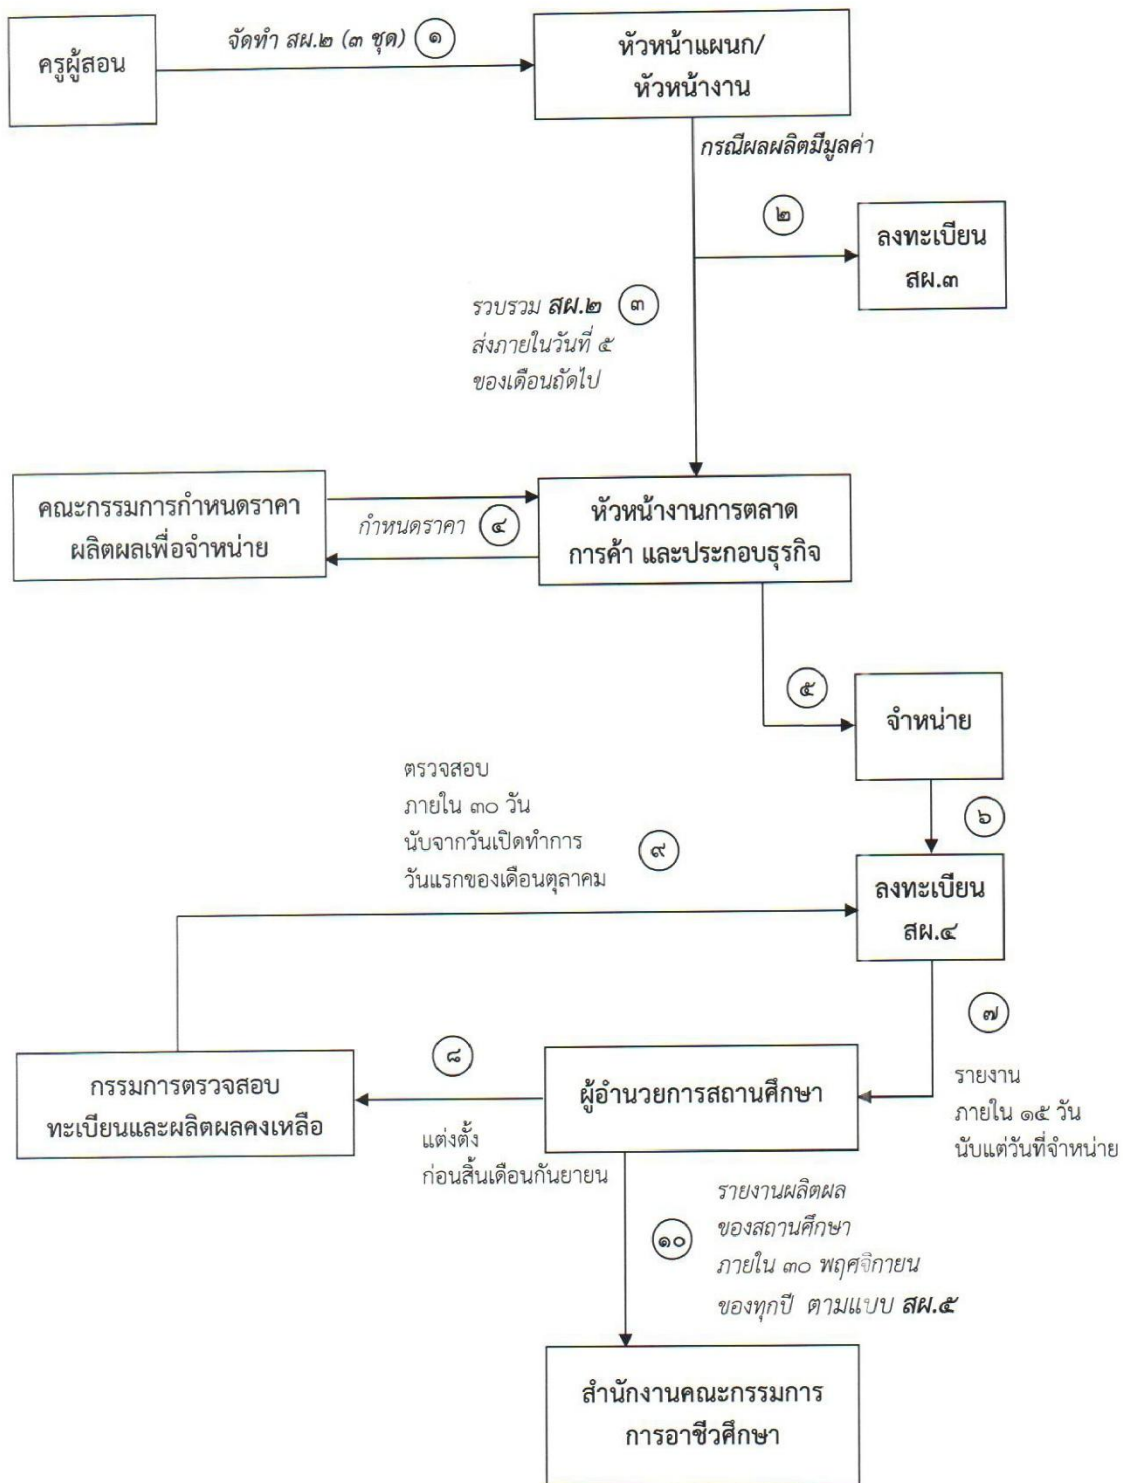 ครูผู้สอน
จัดทำ สผ.๒ (๓ ชุด) ๑
หัวหน้าแผนก/
หัวหน้างาน
กรณีผลผลิตมีมูลค่า
๒
ลงทะเบียน
สผ.๓
รวบรวม สผ.๒ ๓
ส่งภายในวันที่ ๕
ของเดือนถัดไป
คณะกรรมการกำหนดราคา
ผลิตผลเพื่อจำหน่าย
กำหนดราคา ๔
หัวหน้างานการตลาด
การค้า และประกอบธุรกิจ
๕
จำหน่าย
๖
ตรวจสอบ
ภายใน ๓๐ วัน
นับจากวันเปิดทำการ
วันแรกของเดือนตุลาคม
๙
ลงทะเบียน
สผ.๔
๗
รายงาน
ภายใน ๑๕ วัน
นับแต่วันที่จำหน่าย
ผู้อำนวยการสถานศึกษา
๘
แต่งตั้ง
ก่อนสิ้นเดือนกันยายน
กรรมการตรวจสอบ
ทะเบียนและผลิตผลคงเหลือ
๑๐
รายงานผลิตผล
ของสถานศึกษา
ภายใน ๓๐ พฤศจิกายน
ของทุกปี ตามแบบ สผ.๕
สำนักงานคณะกรรมการ
การอาชีวศึกษา